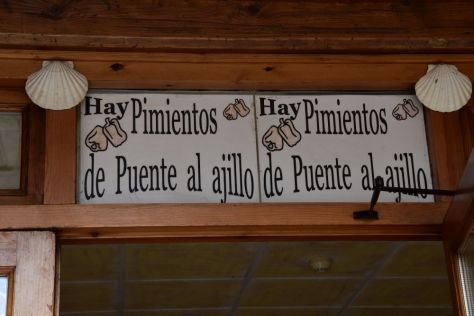 Hay Pimientos
de Puente al ajillo
Hay Pimientos
de Puente al ajillo